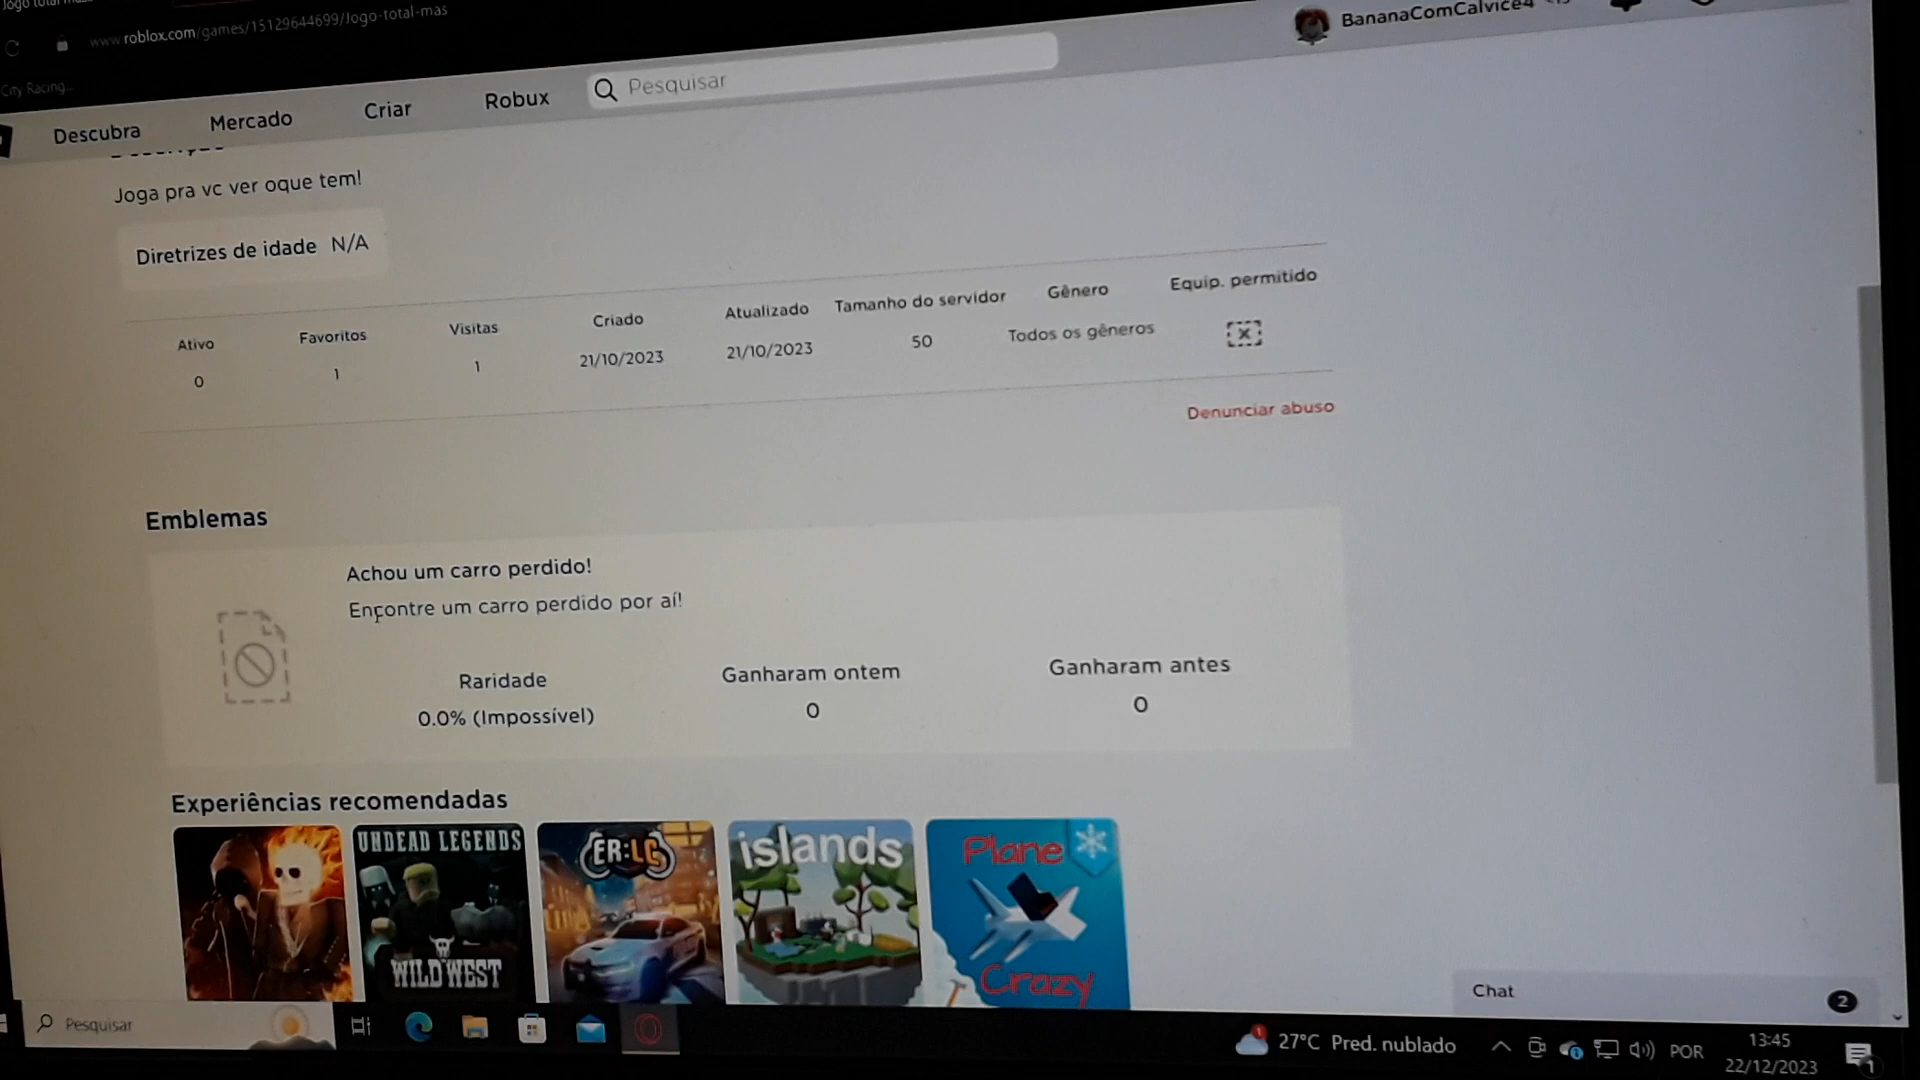 www.roblox.com/games/15129644699/Jogo-total-mas
City Racing...
BananaComCalvice4
Descubra
Mercado
Criar
Robux
Pesquisar
Joga pra vc ver oque tem!
Diretrizes de idade N/A
Ativo
Favoritos
Visitas
Criado
Atualizado
Tamanho do servidor
Gênero
Equip. permitido
0
1
1
21/10/2023
21/10/2023
50
Todos os gêneros
Denunciar abuso
Emblemas
Achou um carro perdido!
Encontre um carro perdido por aí!
Raridade
Ganharam ontem
Ganharam antes
0.0% (Impossível)
0
0
Experiências recomendadas
UNDEAD LEGENDS
WILD WEST
ER:LC
islands
Plane
Crazy
Chat
2
Pesquisar
27°C Pred. nublado
POR
13:45
22/12/2023
1